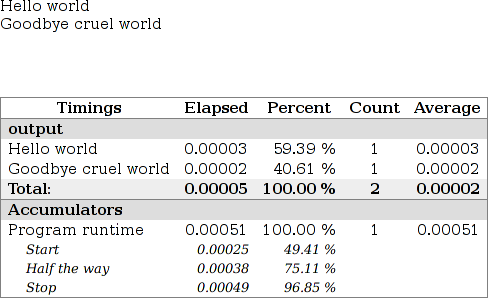 Hello world
Goodbye cruel world
Timings Elapsed Percent Count Average
output
Hello world 0.00003 59.39 % 1 0.00003
Goodbye cruel world 0.00002 40.61 % 1 0.00002
Total: 0.00005 100.00 % 2 0.00002
Accumulators
Program runtime 0.00051 100.00 % 1 0.00051
Start 0.00025 49.41 %
Half the way 0.00038 75.11 %
Stop 0.00049 96.85 %